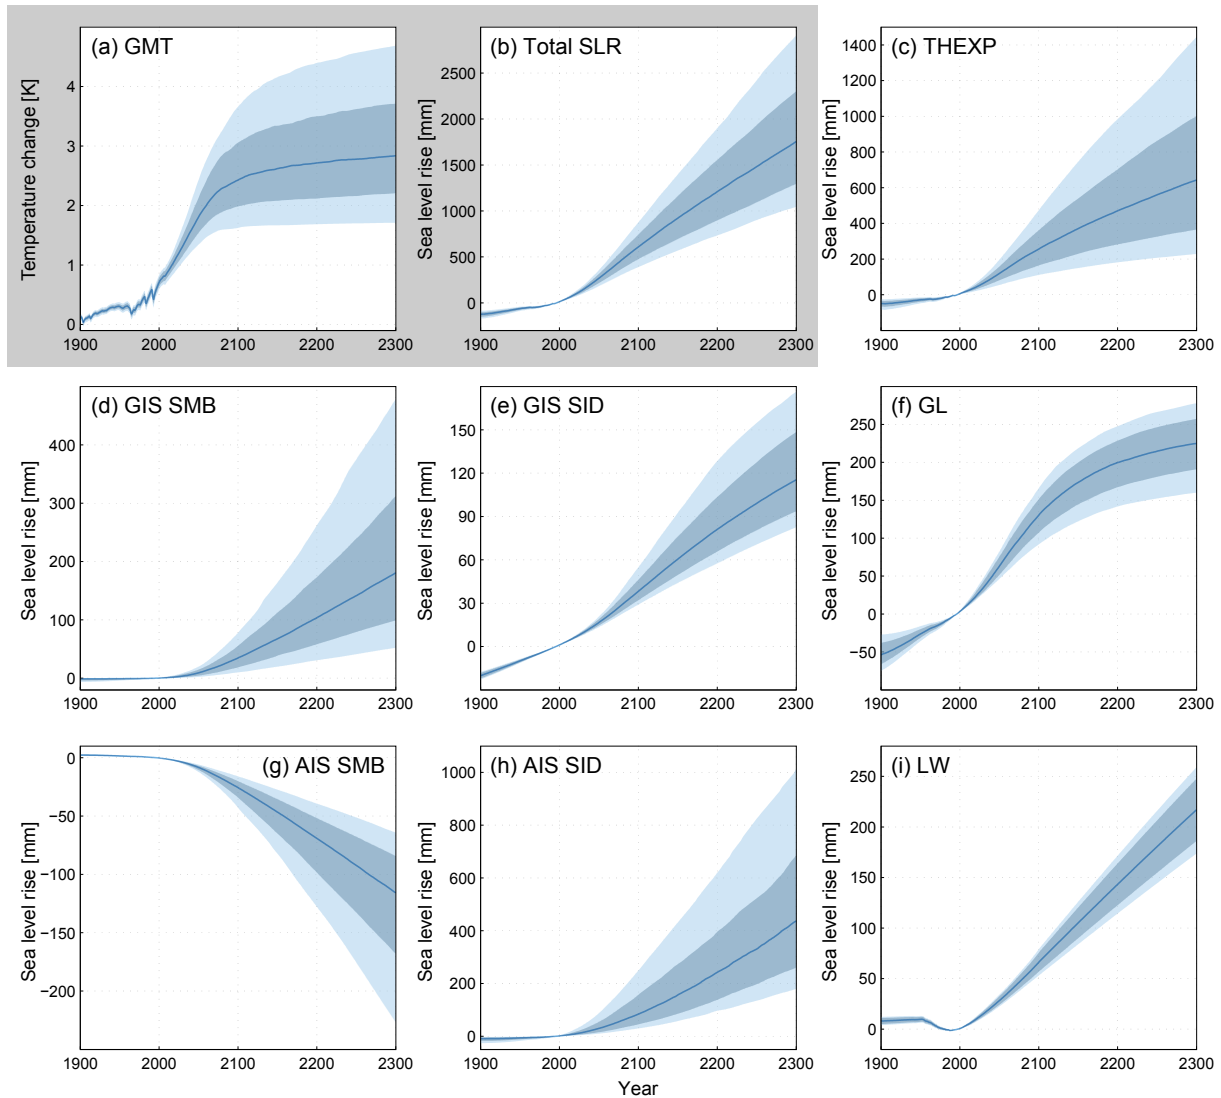 (a) GMT
Temperature change [K]
4
3
2
1
0
1900 2000 2100 2200 2300
(b) Total SLR
Sea level rise [mm]
2500
2000
1500
1000
500
0
1900 2000 2100 2200 2300
(c) THEXP
Sea level rise [mm]
1400
1200
1000
800
600
400
200
0
1900 2000 2100 2200 2300
(d) GIS SMB
Sea level rise [mm]
400
300
200
100
0
1900 2000 2100 2200 2300
(e) GIS SID
Sea level rise [mm]
150
120
90
60
30
0
1900 2000 2100 2200 2300
(f) GL
Sea level rise [mm]
250
200
150
100
50
0
−50
1900 2000 2100 2200 2300
(g) AIS SMB
Sea level rise [mm]
0
−50
−100
−150
−200
1900 2000 2100 2200 2300
(h) AIS SID
Sea level rise [mm]
1000
800
600
400
200
0
1900 2000 2100 2200 2300
Year
(i) LW
Sea level rise [mm]
250
200
150
100
50
0
1900 2000 2100 2200 2300